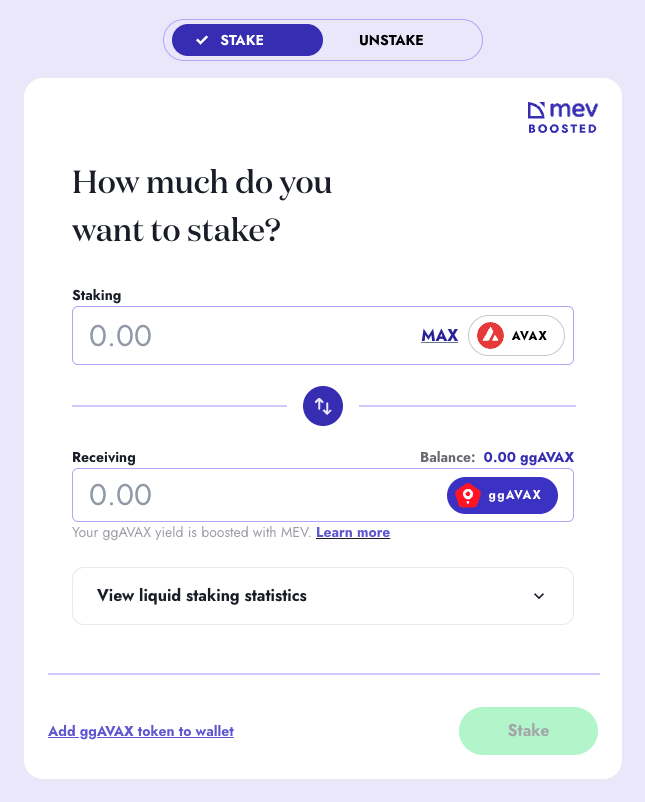 STAKE UNSTAKE
mev
BOOSTED
How much do you
want to stake?
Staking
0.00 MAX AVAX
Receiving Balance: 0.00 ggAVAX
0.00 ggAVAX
Your ggAVAX yield is boosted with MEV. Learn more
View liquid staking statistics
Add ggAVAX token to wallet Stake